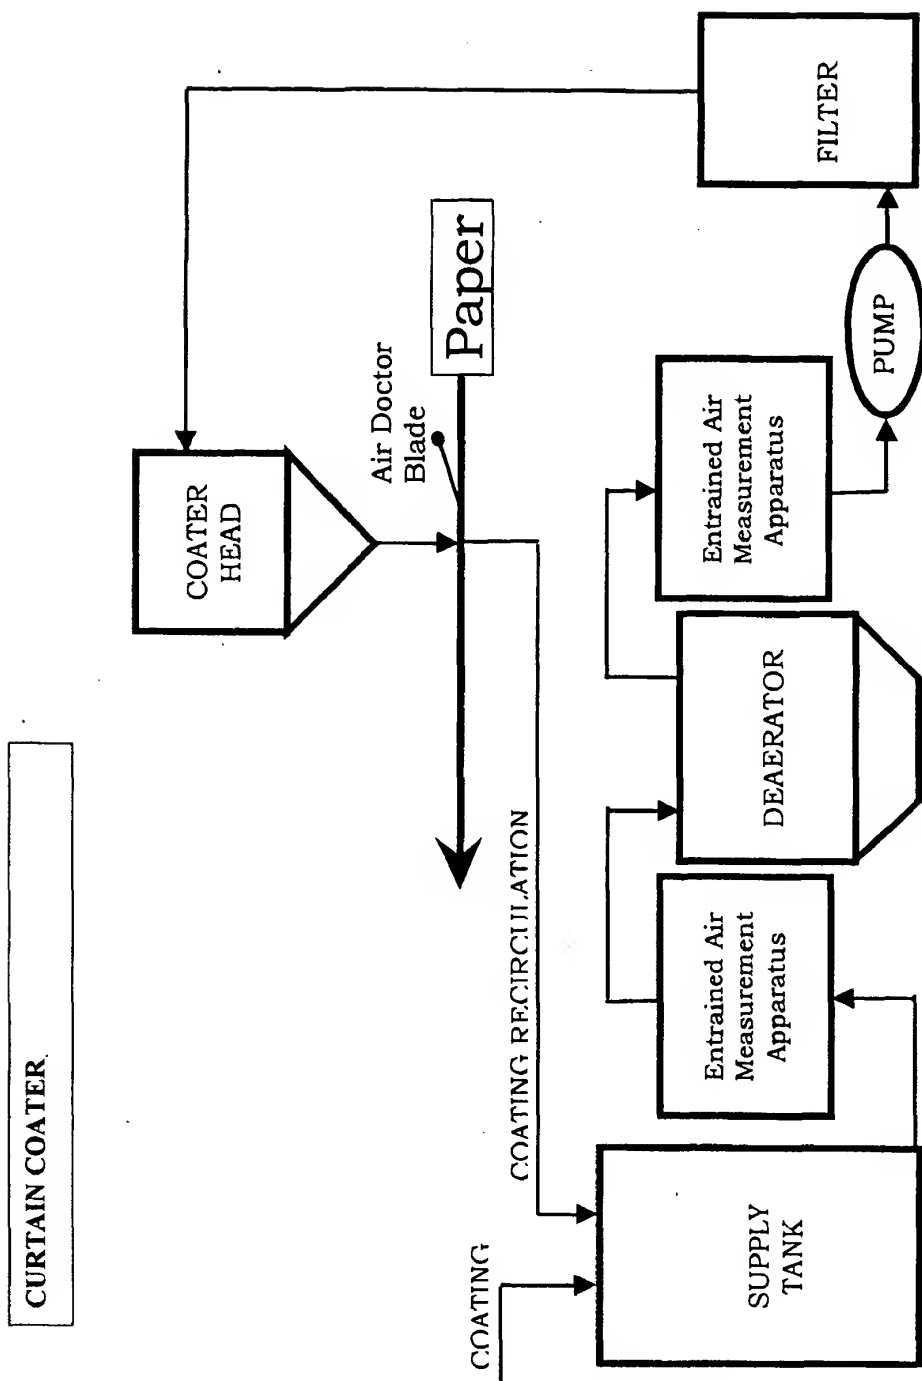 CURTAIN COATER
COATER
HEAD
Air Doctor
Blade
Paper
COATING RECIRCULATION
COATING
SUPPLY
TANK
Entrained Air
Measurement
Apparatus
DEAERATOR
Entrained Air
Measurement
Apparatus
PUMP
FILTER